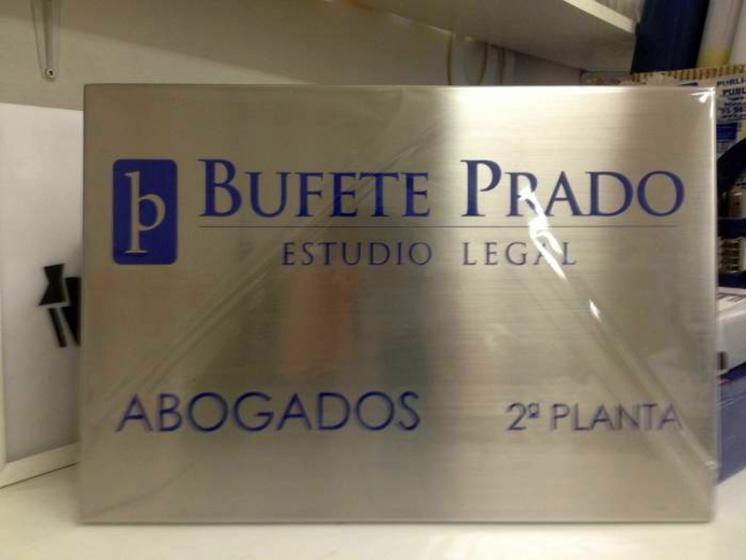 p BUFETE PRADO
ESTUDIO LEGAL
ABOGADOS 2ª PLANTA